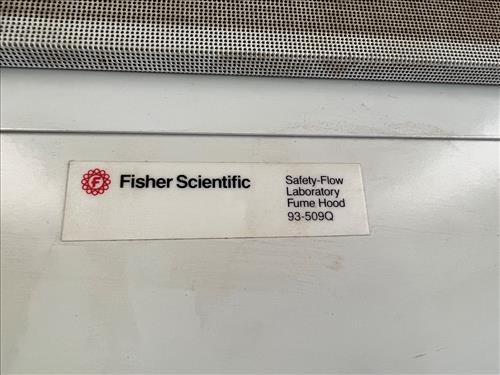 F Fisher Scientific
Safety-Flow
Laboratory
Fume Hood
93-509Q